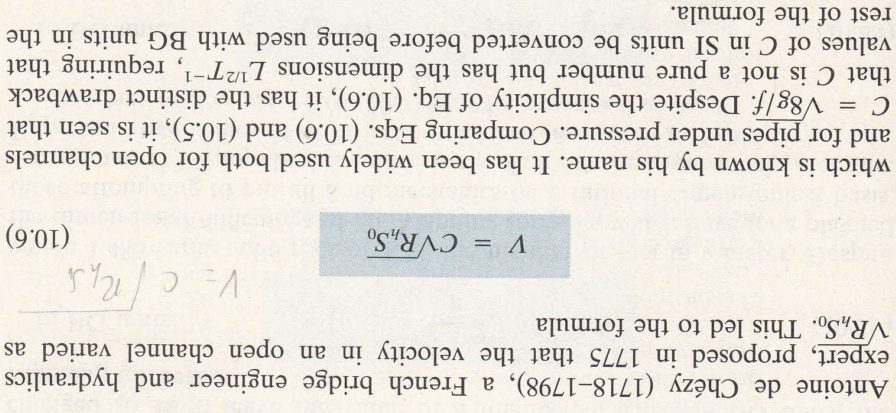 Antoine de Chézy (1718–1798), a French bridge engineer and hydraulics
expert, proposed in 1775 that the velocity in an open channel varied as
√RₕS₀. This led to the formula
V = C√RₕS
V = C√RₕS₀ (10.6)
which is known by his name. It has been widely used both for open channels
and for pipes under pressure. Comparing Eqs. (10.6) and (10.5), it is seen that
C = √8g/f. Despite the simplicity of Eq. (10.6), it has the distinct drawback
that C is not a pure number but has the dimensions L¹ᐟ²T⁻¹, requiring that
values of C in SI units be converted before being used with BG units in the
rest of the formula.